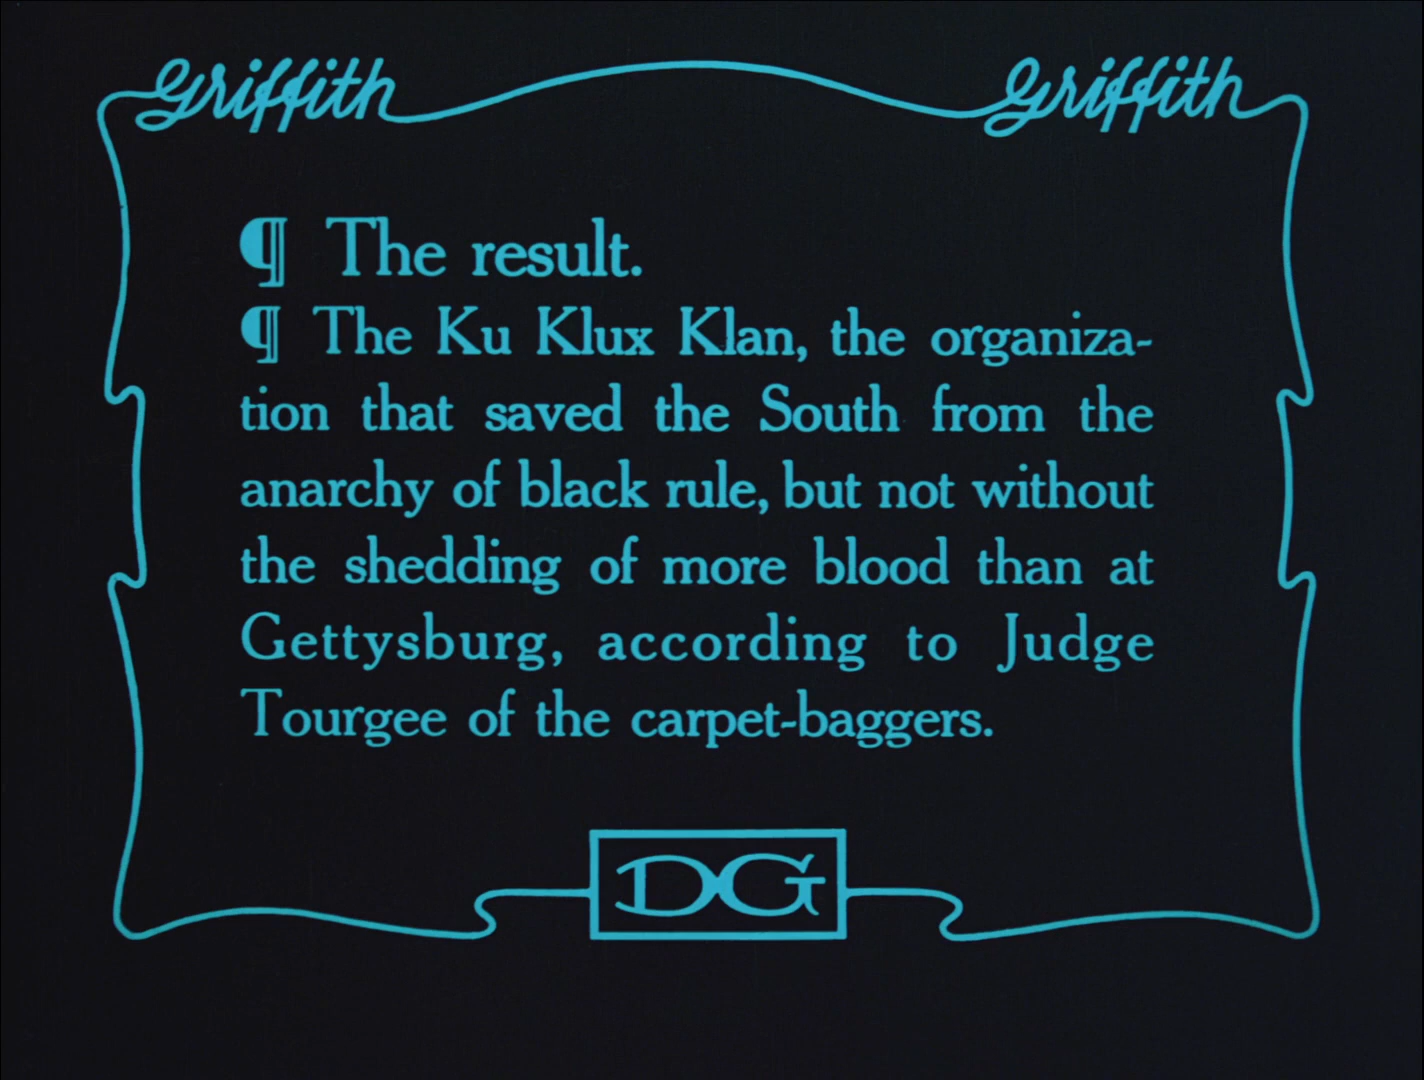 Griffith Griffith
¶ The result.
¶ The Ku Klux Klan, the organiza-
tion that saved the South from the
anarchy of black rule, but not without
the shedding of more blood than at
Gettysburg, according to Judge
Tourgee of the carpet-baggers.
DG